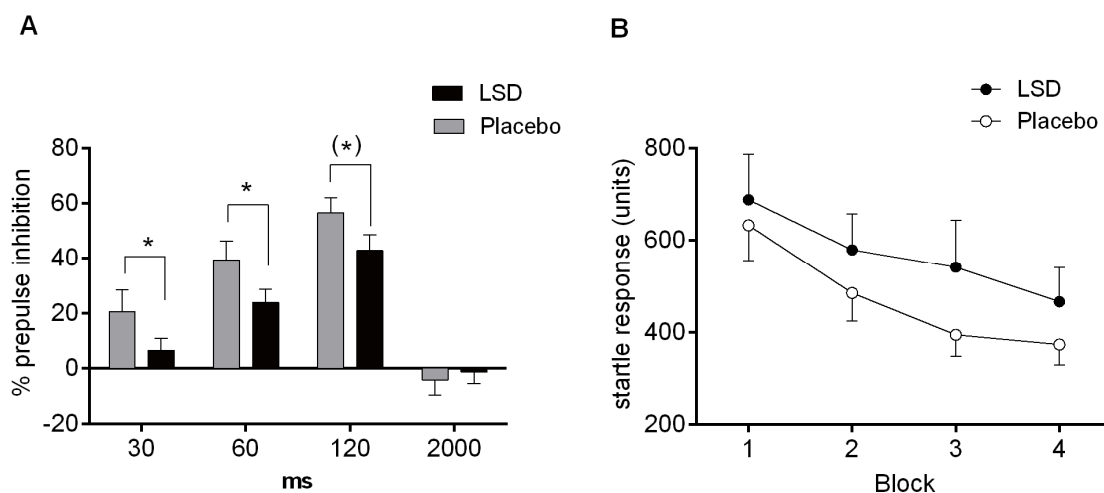 A
LSD
Placebo
% prepulse inhibition
80
60
40
20
0
-20
*
*
(*)
30 60 120 2000
ms
B
LSD
Placebo
startle response (units)
800
600
400
200
1 2 3 4
Block